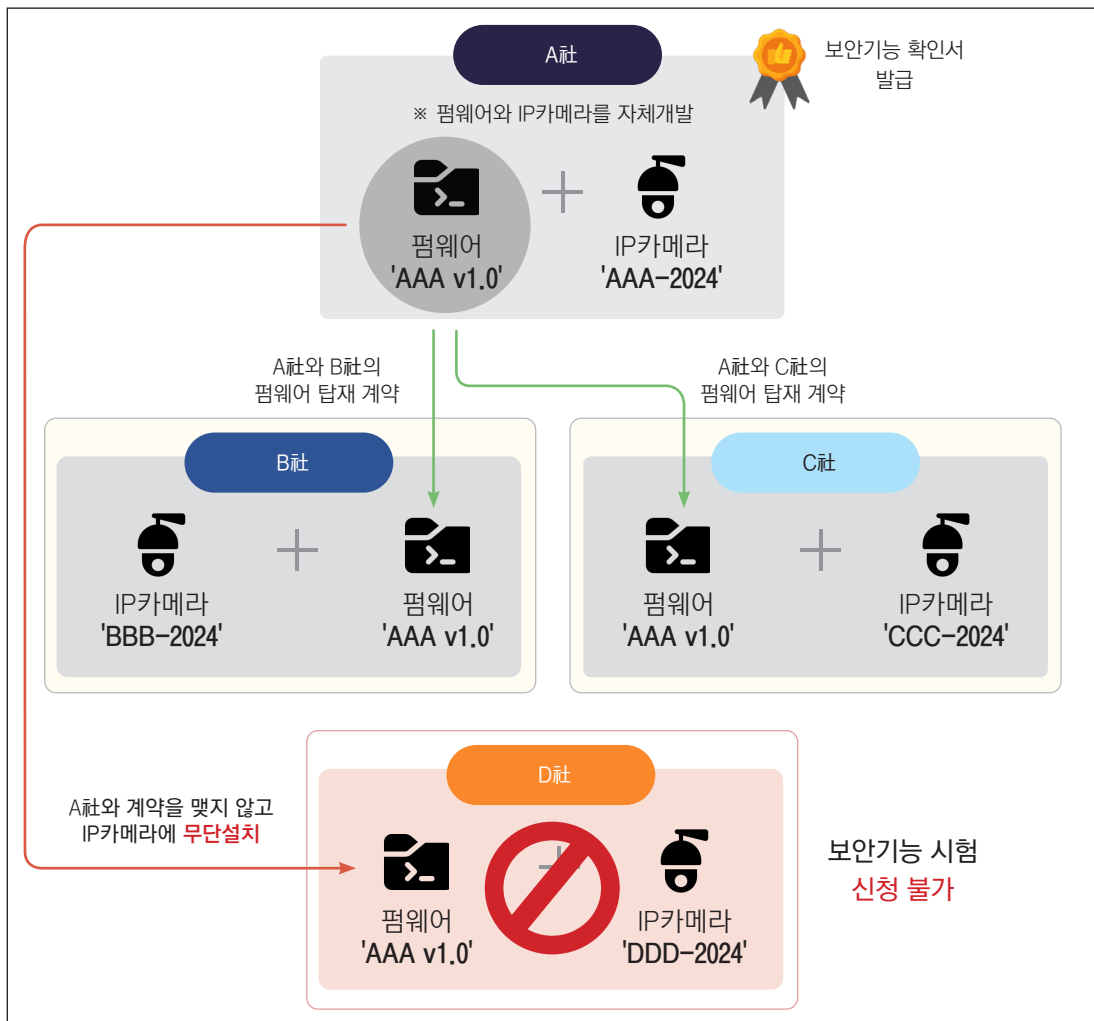 A社
보안기능 확인서
발급
※ 펌웨어와 IP카메라를 자체개발
펌웨어
'AAA v1.0'
IP카메라
'AAA-2024'
A社와 B社의
펌웨어 탑재 계약
A社와 C社의
펌웨어 탑재 계약
B社
IP카메라
'BBB-2024'
펌웨어
'AAA v1.0'
C社
펌웨어
'AAA v1.0'
IP카메라
'CCC-2024'
A社와 계약을 맺지 않고
IP카메라에 무단설치
D社
펌웨어
'AAA v1.0'
IP카메라
'DDD-2024'
보안기능 시험
신청 불가